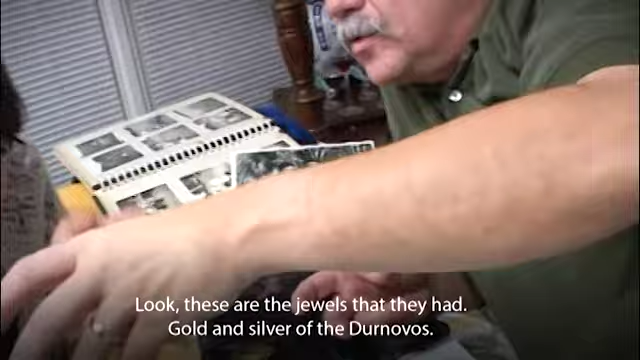 Look, these are the jewels that they had.
Gold and silver of the Durnovos.